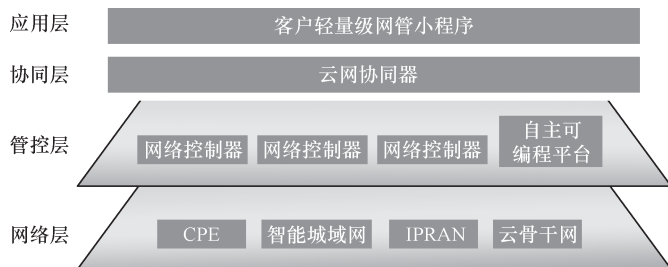 应用层 客户轻量级网管小程序
协同层 云网协同器
管控层 网络控制器 网络控制器 网络控制器 自主可
编程平台
网络层 CPE 智能城域网 IPRAN 云骨干网